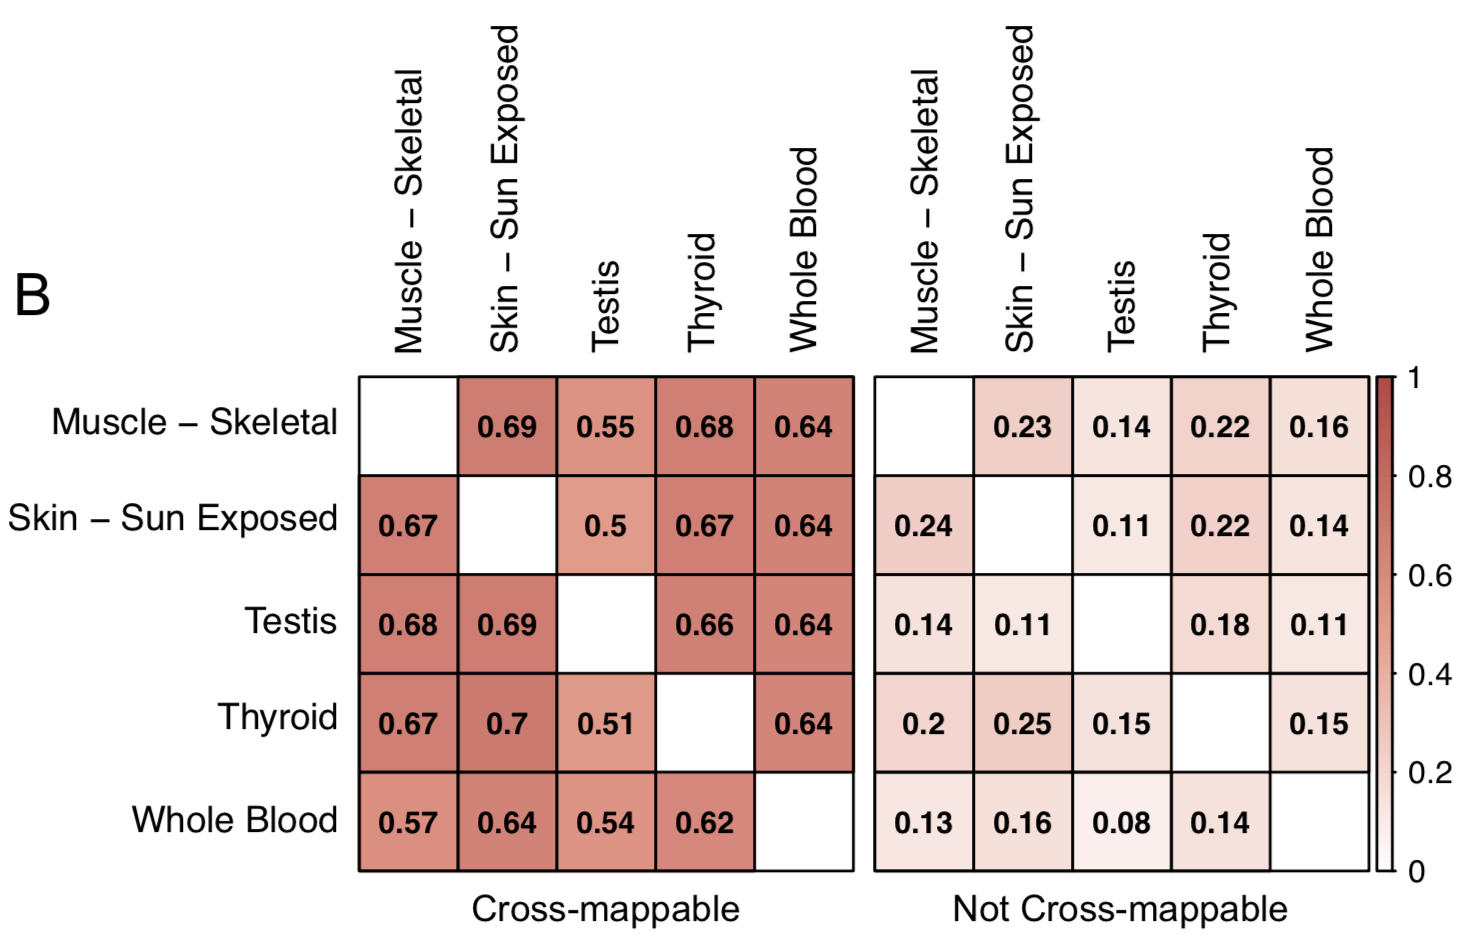 B
Muscle – Skeletal
Skin – Sun Exposed
Testis
Thyroid
Whole Blood
Muscle – Skeletal
Skin – Sun Exposed
Testis
Thyroid
Whole Blood
Muscle – Skeletal 0.69 0.55 0.68 0.64 0.23 0.14 0.22 0.16
Skin – Sun Exposed 0.67 0.5 0.67 0.64 0.24 0.11 0.22 0.14
Testis 0.68 0.69 0.66 0.64 0.14 0.11 0.18 0.11
Thyroid 0.67 0.7 0.51 0.64 0.2 0.25 0.15 0.15
Whole Blood 0.57 0.64 0.54 0.62 0.13 0.16 0.08 0.14
1
0.8
0.6
0.4
0.2
0
Cross-mappable
Not Cross-mappable